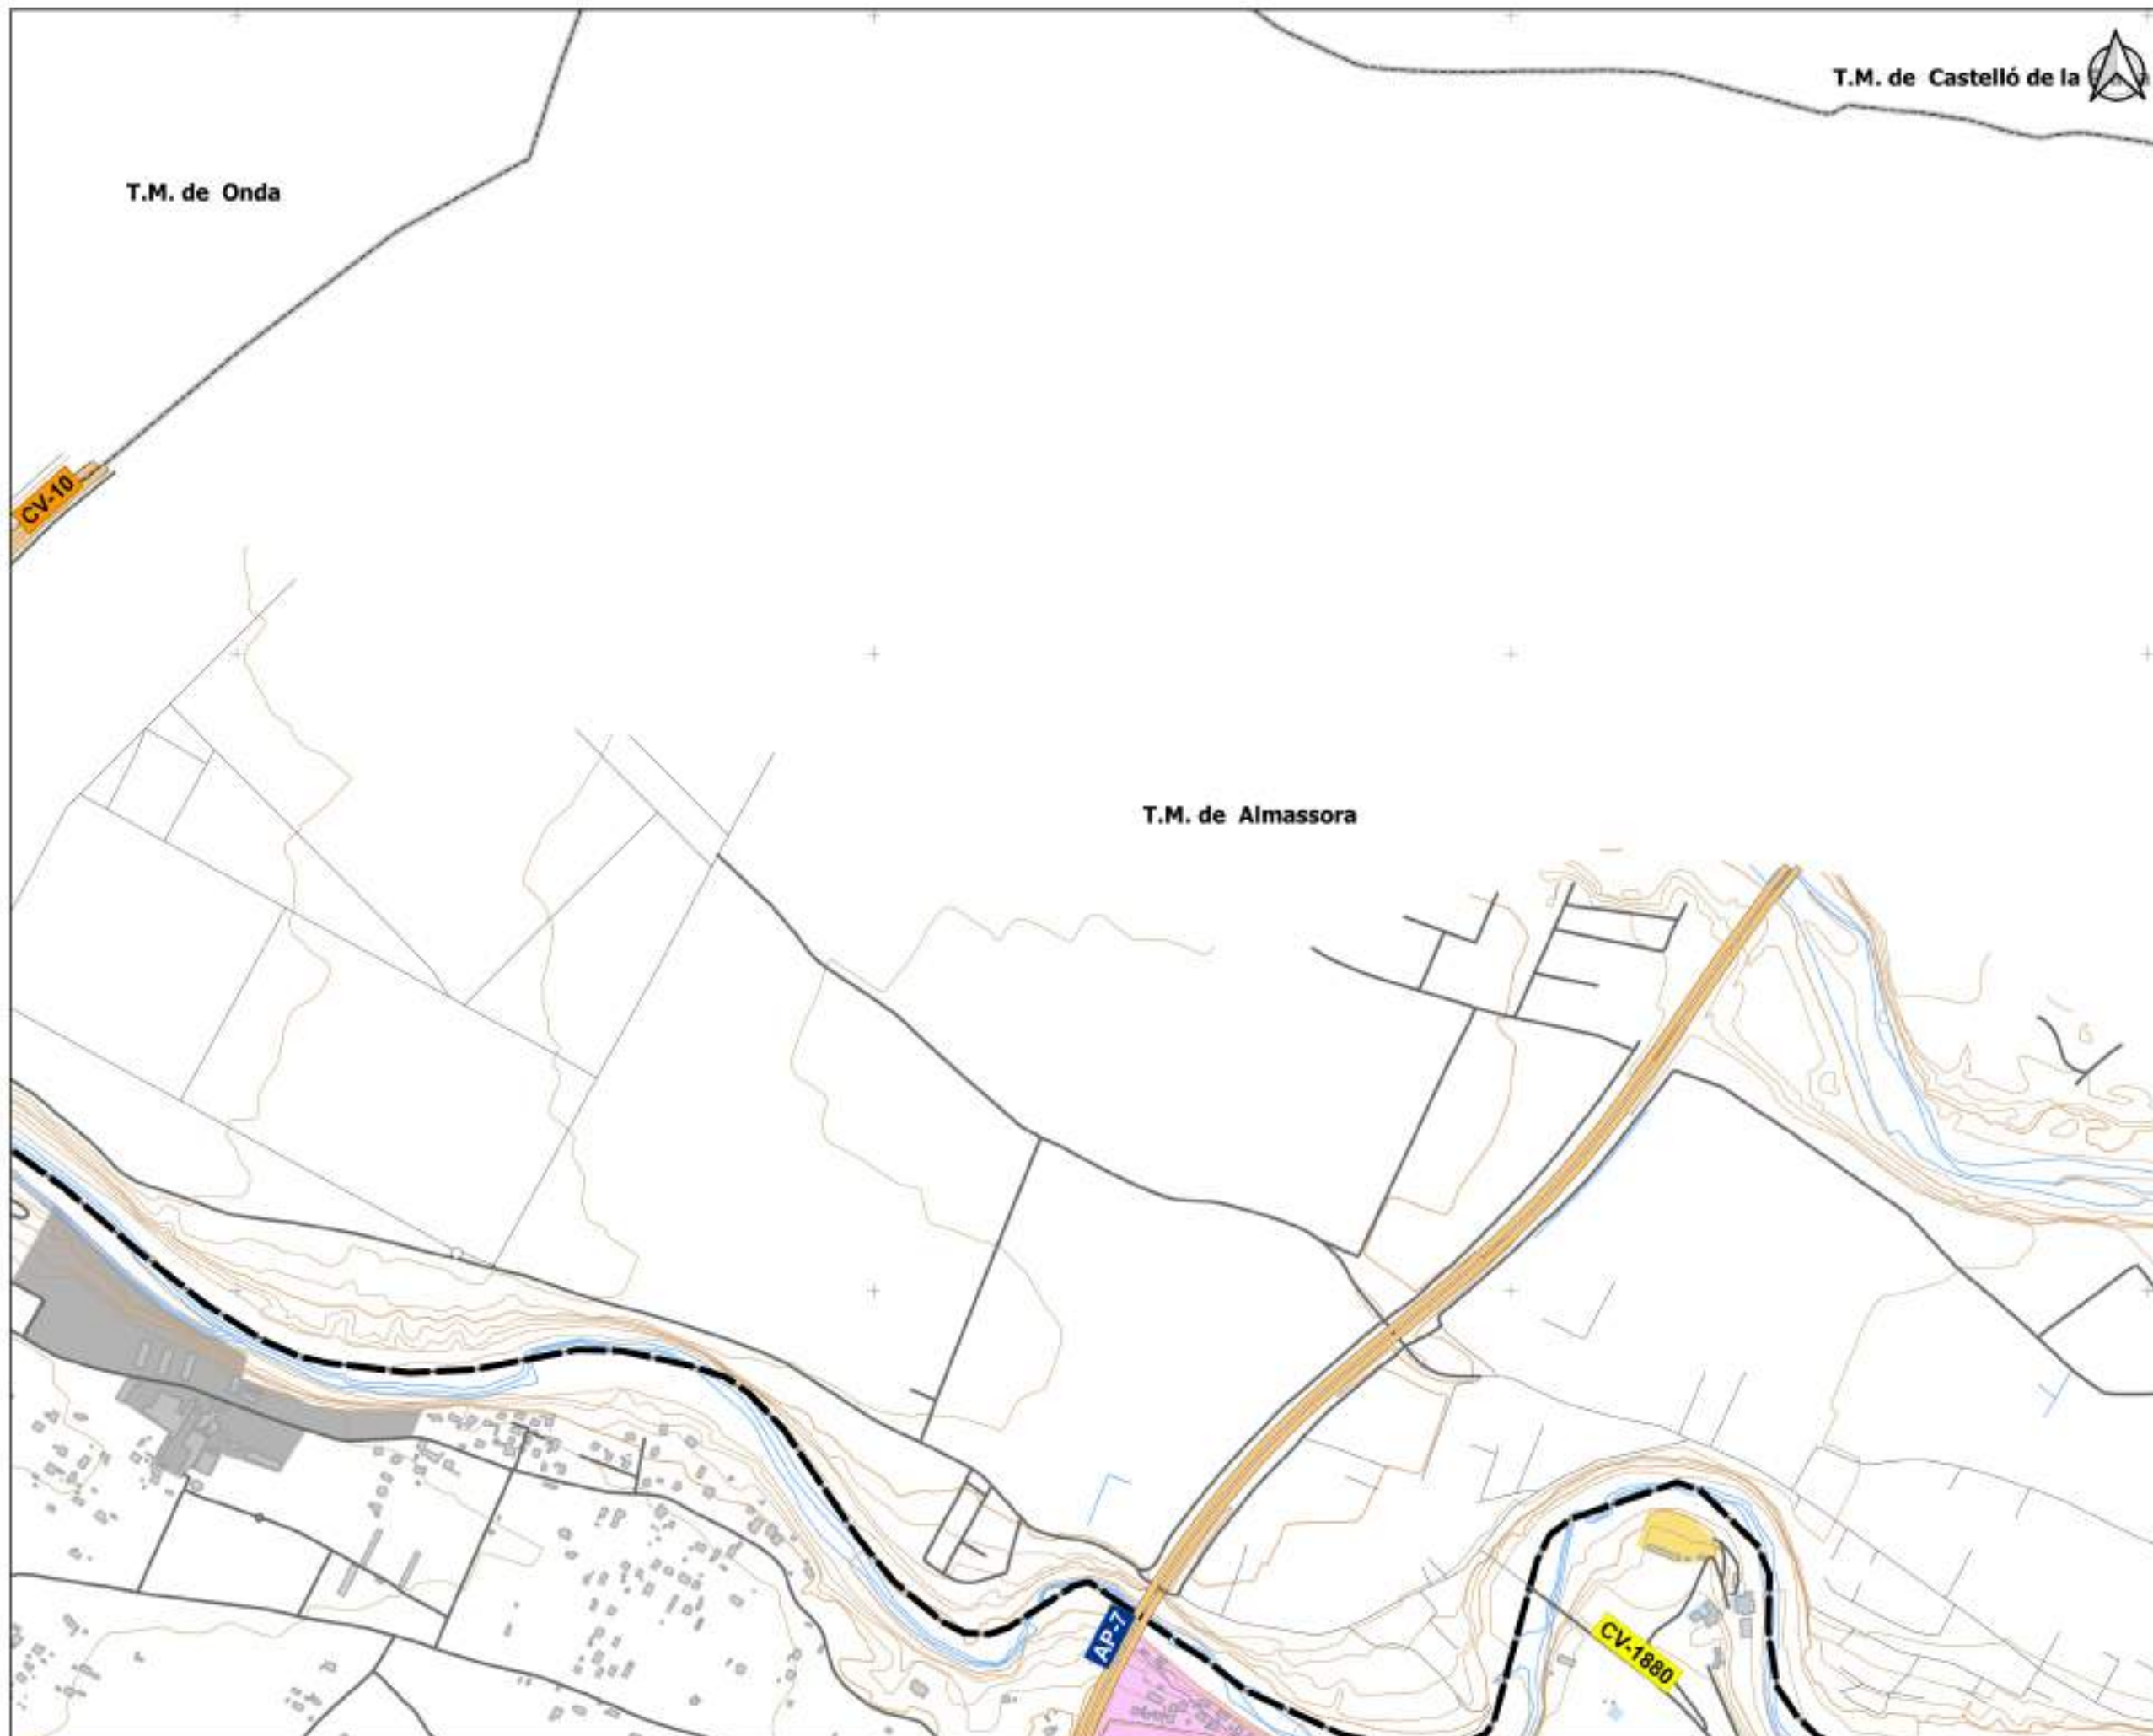 T.M. de Castelló de la
T.M. de Onda
CV-10
T.M. de Almassora
AP-7
CV-1880